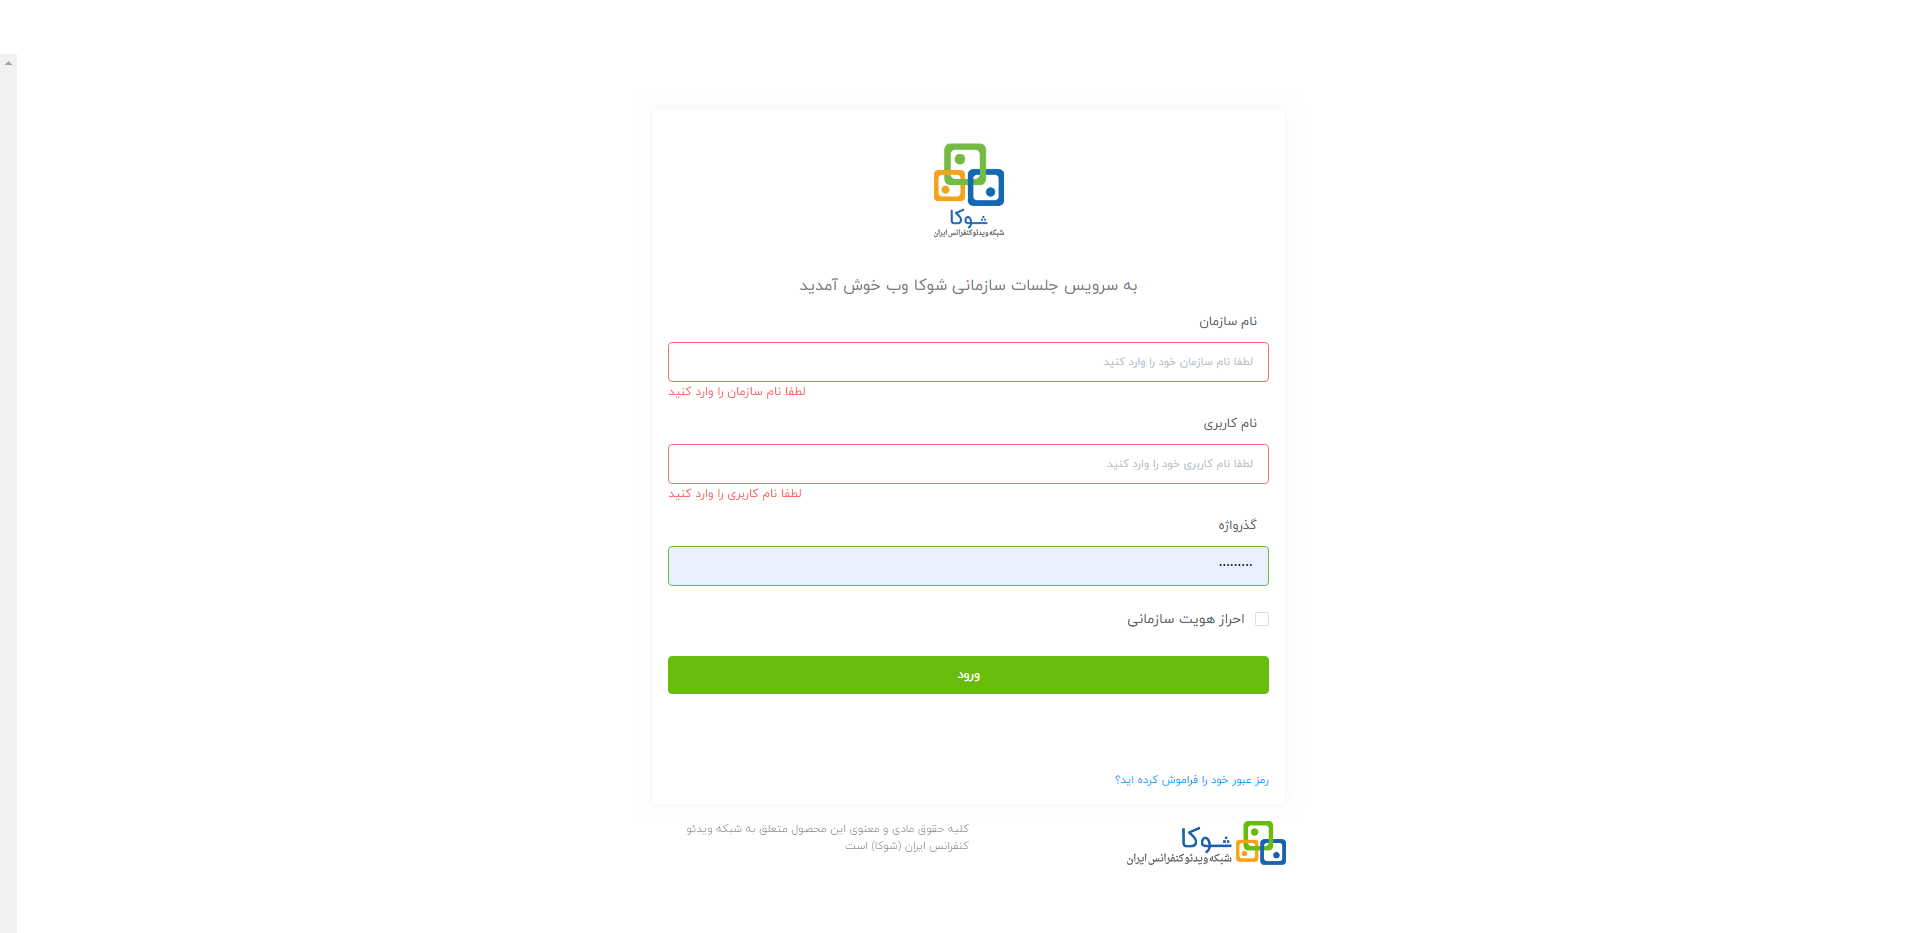 شوکا
شبکه ویدئو کنفرانس ایران
به سرویس جلسات سازمانی شوکا وب خوش آمدید
نام سازمان
لطفا نام سازمان خود را وارد کنید
لطفا نام سازمان را وارد کنید
نام کاربری
لطفا نام کاربری خود را وارد کنید
لطفا نام کاربری را وارد کنید
گذرواژه
•••••••••
احراز هویت سازمانی
ورود
رمز عبور خود را فراموش کرده اید؟
شوکا
شبکه ویدئو کنفرانس ایران
کلیه حقوق مادی و معنوی این محصول متعلق به شبکه ویدئو
کنفرانس ایران (شوکا) است